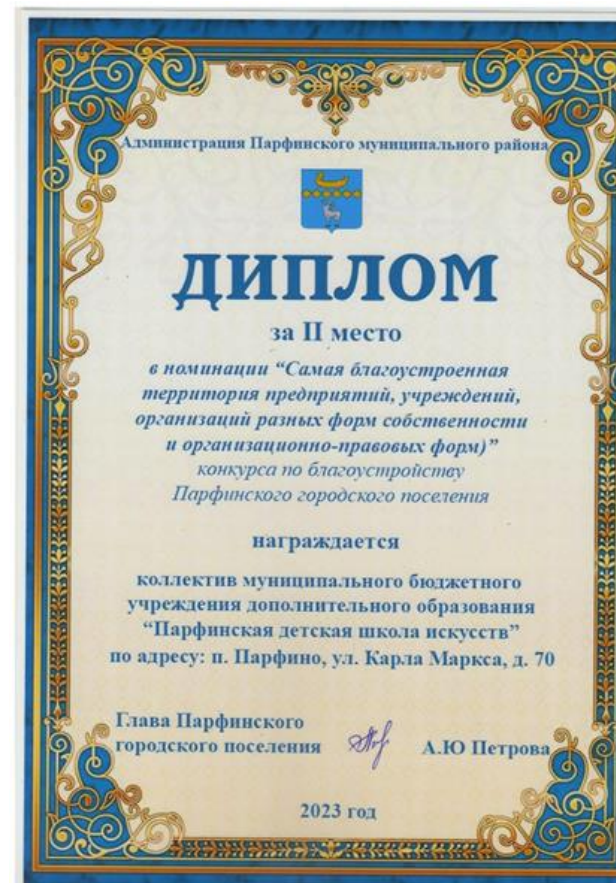 Администрация Парфинского муниципального района
ДИПЛОМ
за II место
в номинации “Самая благоустроенная
территория предприятий, учреждений,
организаций разных форм собственности
и организационно-правовых форм)”
конкурса по благоустройству
Парфинского городского поселения
награждается
коллектив муниципального бюджетного
учреждения дополнительного образования
“Парфинская детская школа искусств”
по адресу: п. Парфино, ул. Карла Маркса, д. 70
Глава Парфинского
городского поселения А.Ю Петрова
2023 год